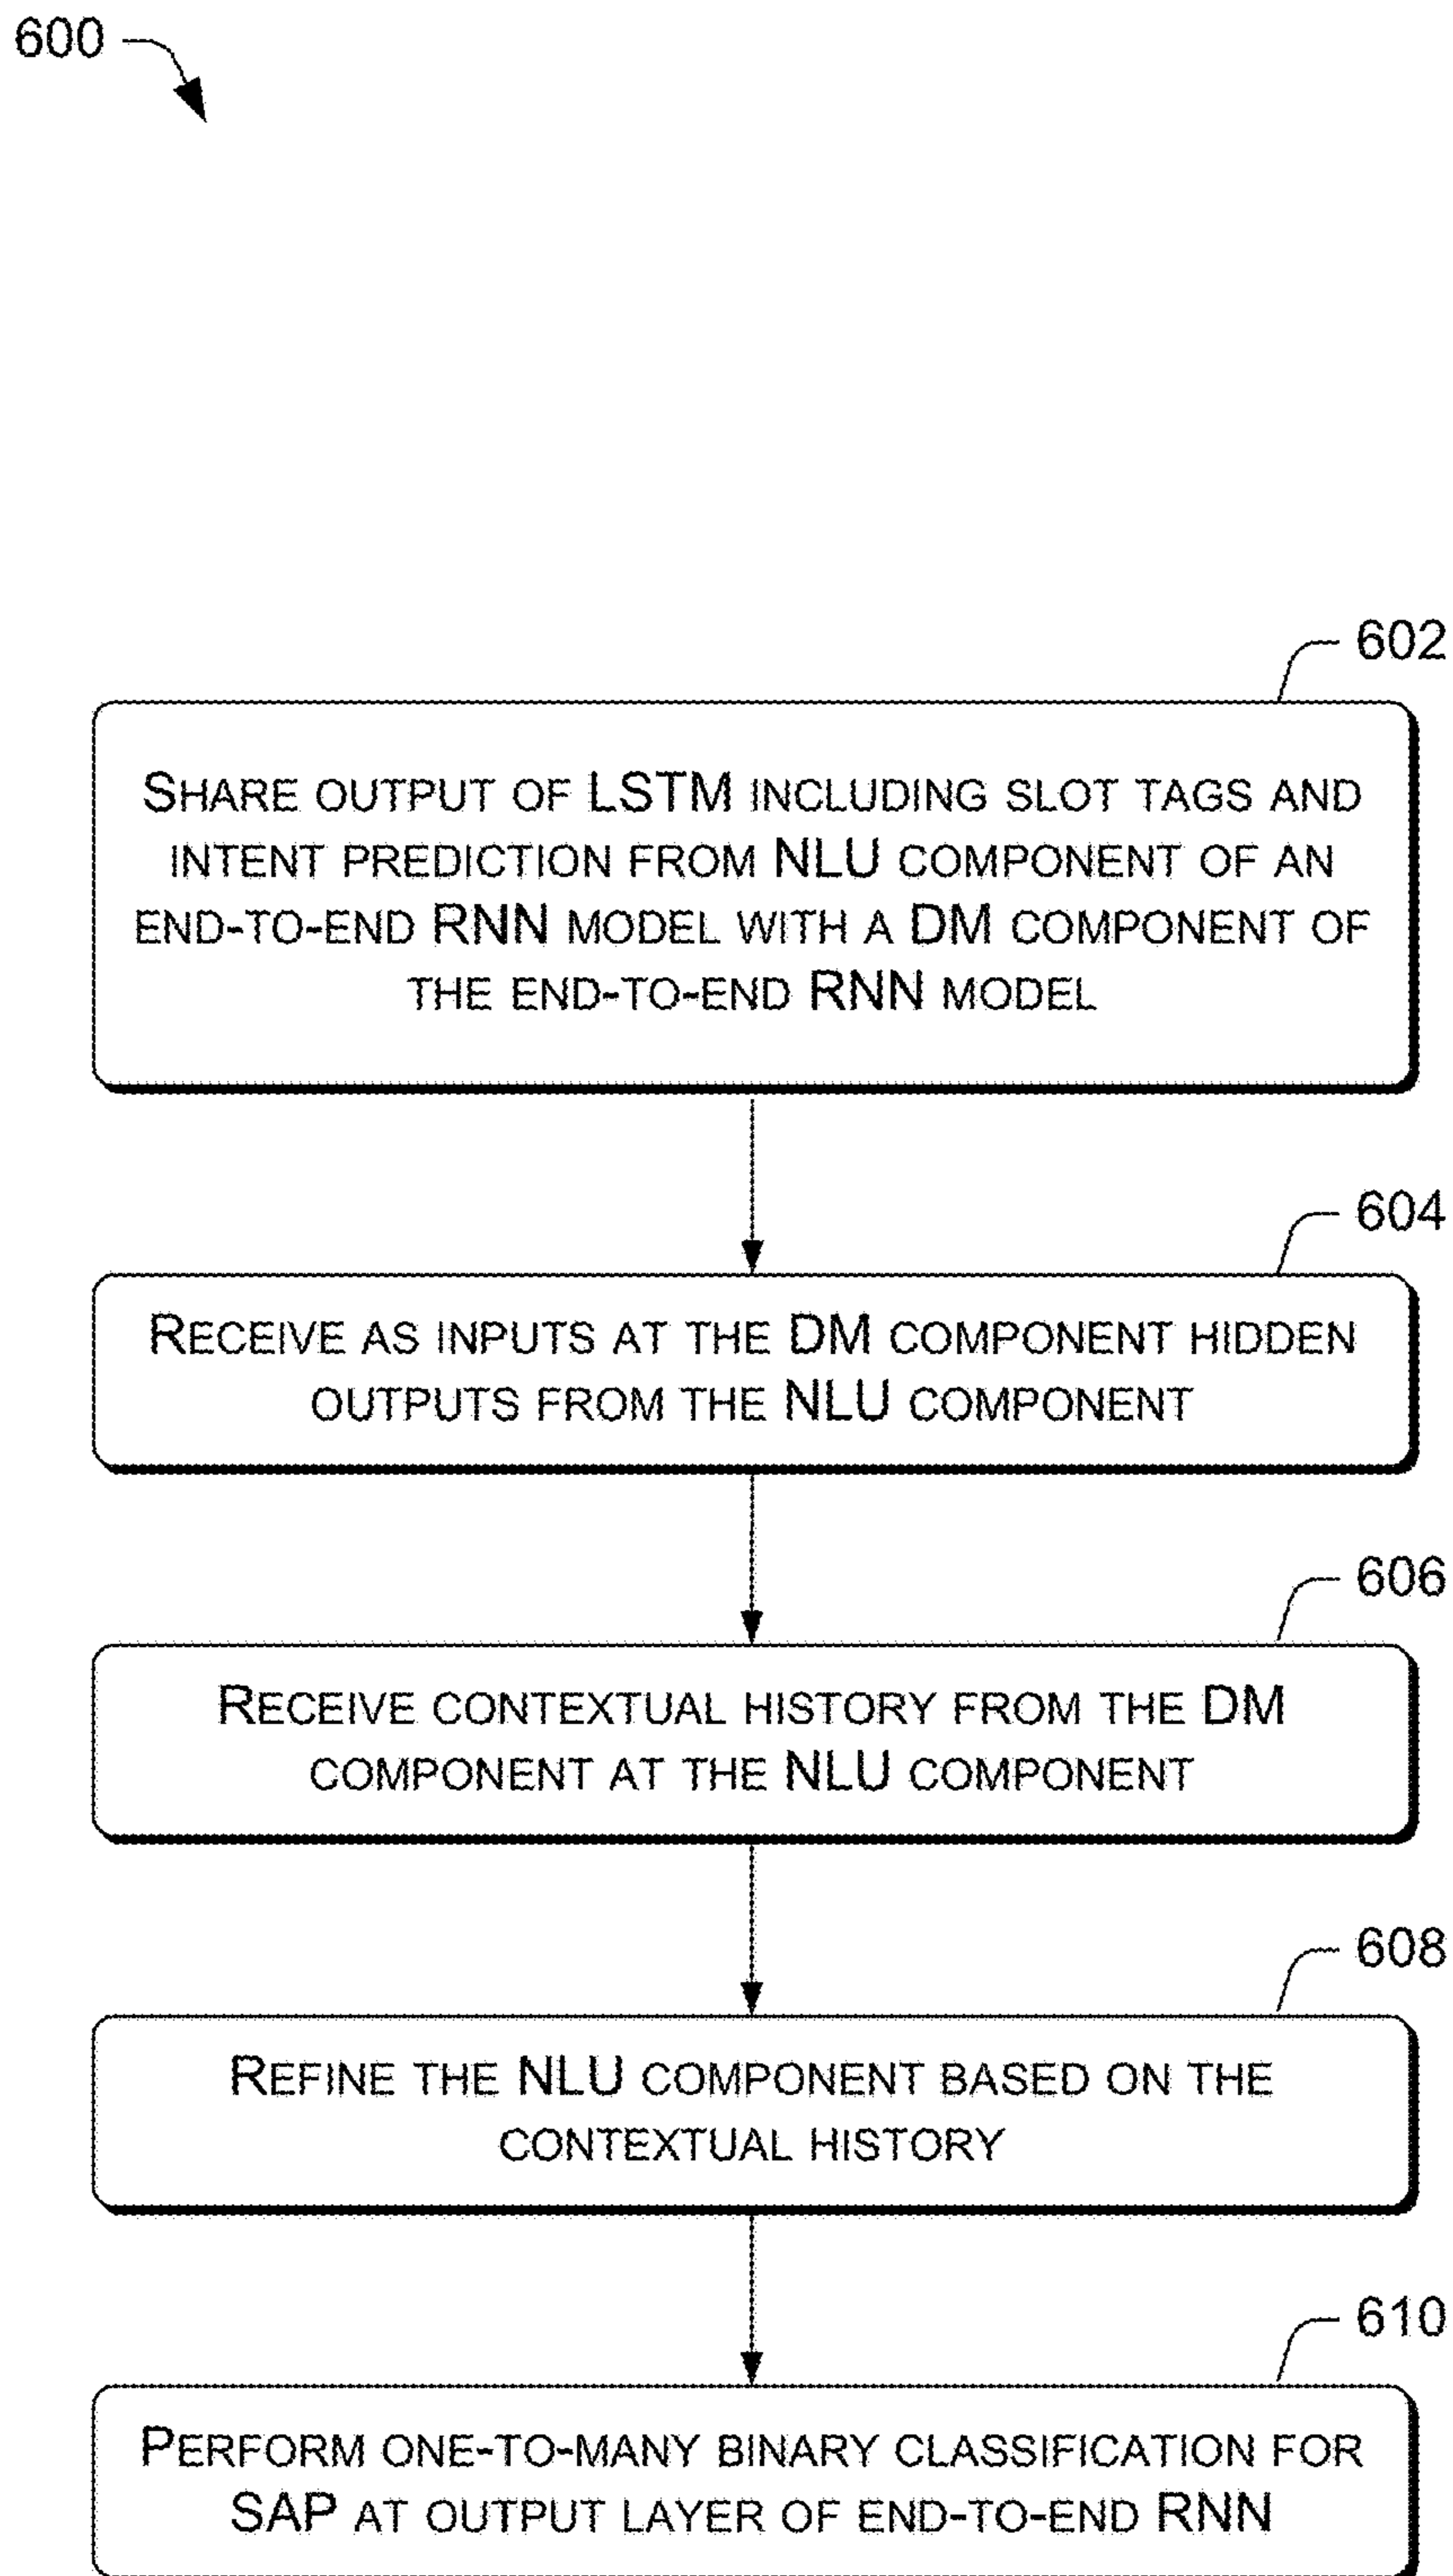 600
602
SHARE OUTPUT OF LSTM INCLUDING SLOT TAGS AND
INTENT PREDICTION FROM NLU COMPONENT OF AN
END-TO-END RNN MODEL WITH A DM COMPONENT OF
THE END-TO-END RNN MODEL
604
RECEIVE AS INPUTS AT THE DM COMPONENT HIDDEN
OUTPUTS FROM THE NLU COMPONENT
606
RECEIVE CONTEXTUAL HISTORY FROM THE DM
COMPONENT AT THE NLU COMPONENT
608
REFINE THE NLU COMPONENT BASED ON THE
CONTEXTUAL HISTORY
610
PERFORM ONE-TO-MANY BINARY CLASSIFICATION FOR
SAP AT OUTPUT LAYER OF END-TO-END RNN